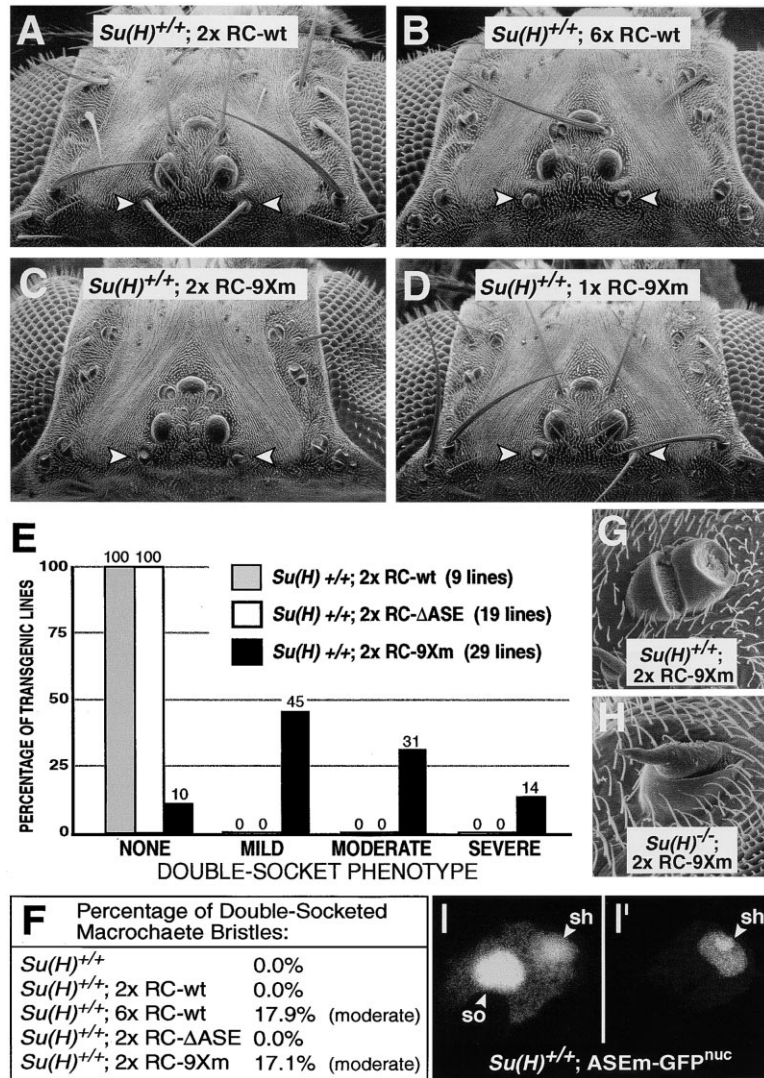 A
Su(H)+/+; 2x RC-wt
B
Su(H)+/+; 6x RC-wt
C
Su(H)+/+; 2x RC-9Xm
D
Su(H)+/+; 1x RC-9Xm
E
PERCENTAGE OF TRANSGENIC LINES
100
75
50
25
0
100 100
10
0 0
45
0 0
31
0 0
14
Su(H) +/+; 2x RC-wt (9 lines)
Su(H) +/+; 2x RC-ΔASE (19 lines)
Su(H) +/+; 2x RC-9Xm (29 lines)
NONE MILD MODERATE SEVERE
DOUBLE-SOCKET PHENOTYPE
G
Su(H)+/+;
2x RC-9Xm
H
Su(H)-/-;
2x RC-9Xm
F
Percentage of Double-Socketed
Macrochaete Bristles:
Su(H)+/+ 0.0%
Su(H)+/+; 2x RC-wt 0.0%
Su(H)+/+; 6x RC-wt 17.9% (moderate)
Su(H)+/+; 2x RC-ΔASE 0.0%
Su(H)+/+; 2x RC-9Xm 17.1% (moderate)
I
sh
so
I'
sh
Su(H)+/+; ASEm-GFPnuc